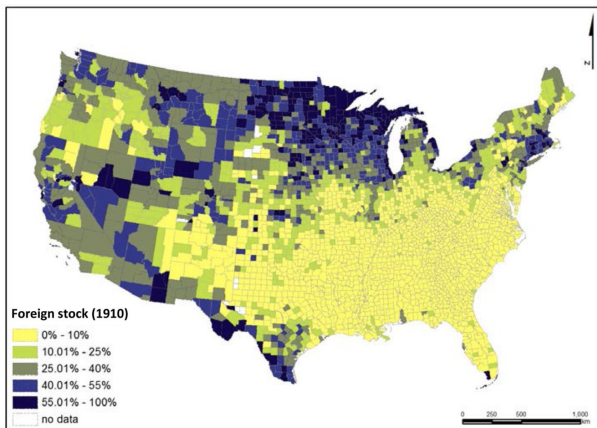 N
Foreign stock (1910)
0% - 10%
10.01% - 25%
25.01% - 40%
40.01% - 55%
55.01% - 100%
no data
0 250 500 1,000
km